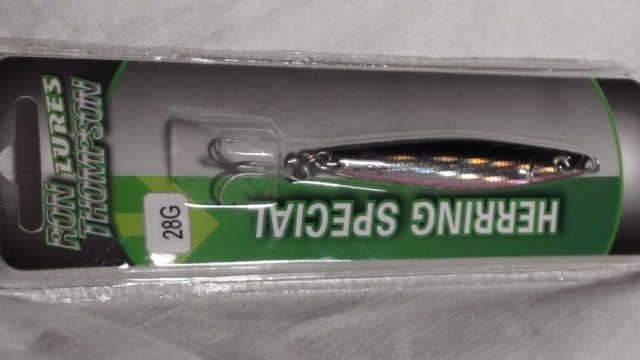 RON
THOMPSON
LURES
28G
HERRING SPECIAL